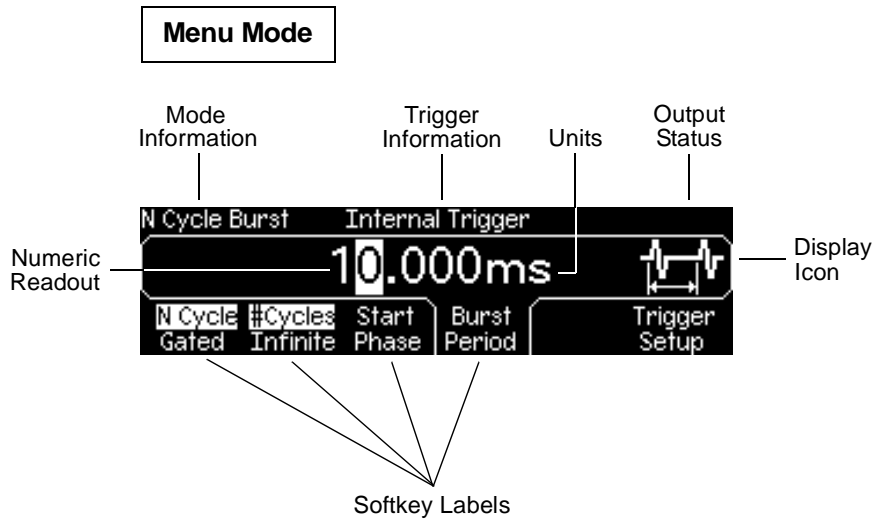 Menu Mode
Mode
Information
Trigger
Information
Units
Output
Status
N Cycle Burst
Internal Trigger
Numeric
Readout
10.000ms
Display
Icon
N Cycle
Gated
#Cycles
Infinite
Start
Phase
Burst
Period
Trigger
Setup
Softkey Labels